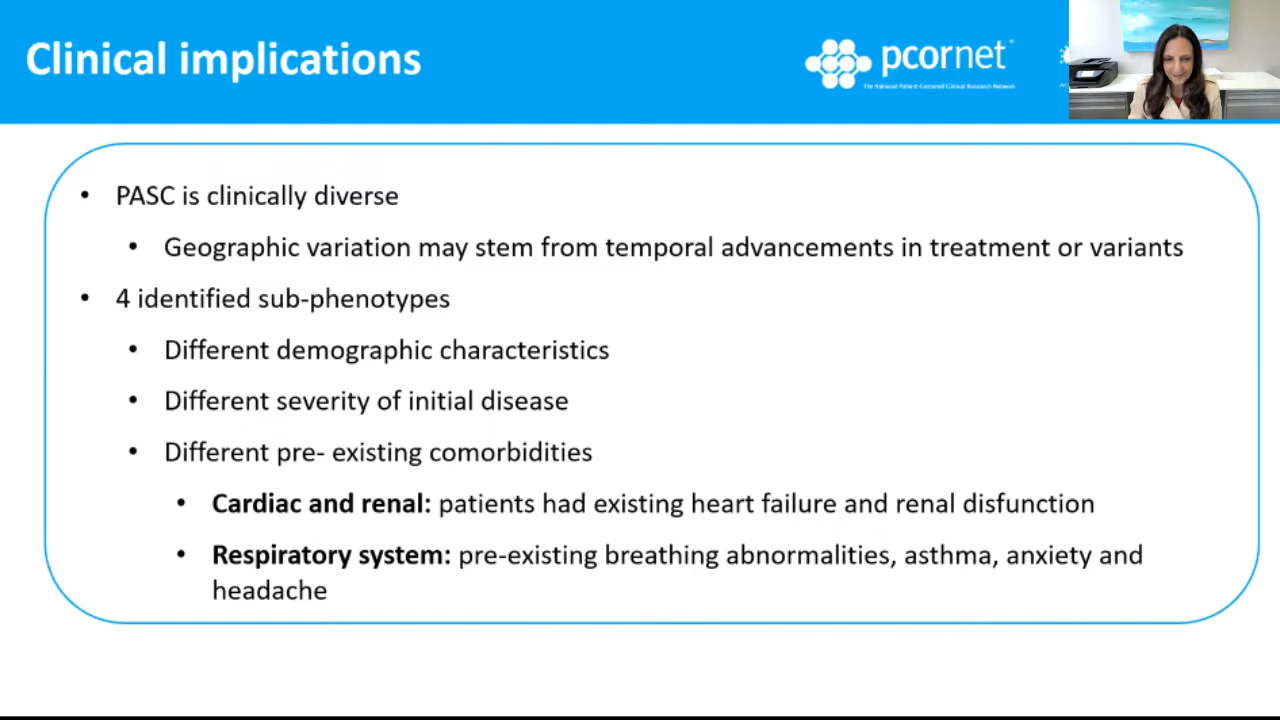 Clinical implications
pcornet®
The National Patient-Centered Clinical Research Network
• PASC is clinically diverse
• Geographic variation may stem from temporal advancements in treatment or variants
• 4 identified sub-phenotypes
• Different demographic characteristics
• Different severity of initial disease
• Different pre- existing comorbidities
• Cardiac and renal: patients had existing heart failure and renal disfunction
• Respiratory system: pre-existing breathing abnormalities, asthma, anxiety and
headache